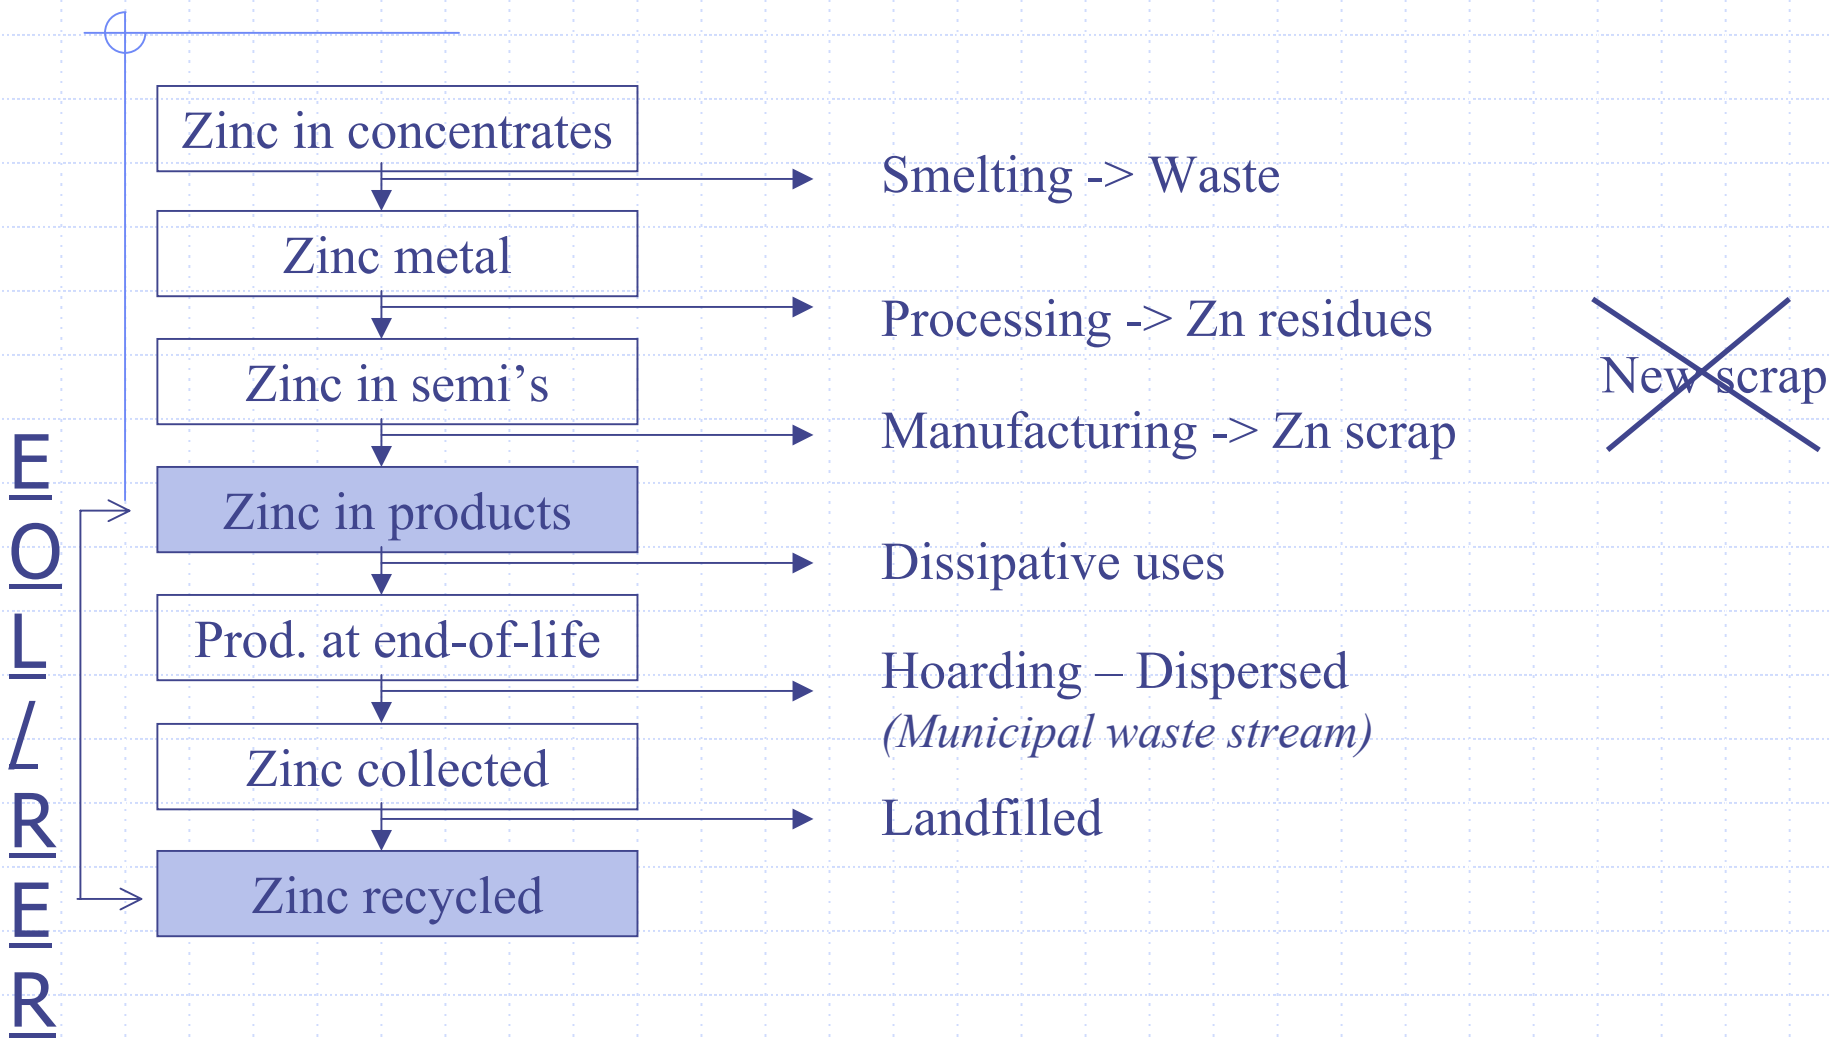 Zinc in concentrates
Smelting -> Waste
Zinc metal
Processing -> Zn residues
New scrap
Zinc in semi’s
Manufacturing -> Zn scrap
Zinc in products
Dissipative uses
Prod. at end-of-life
Hoarding – Dispersed
(Municipal waste stream)
Zinc collected
Landfilled
Zinc recycled
E
O
L
/
R
E
R